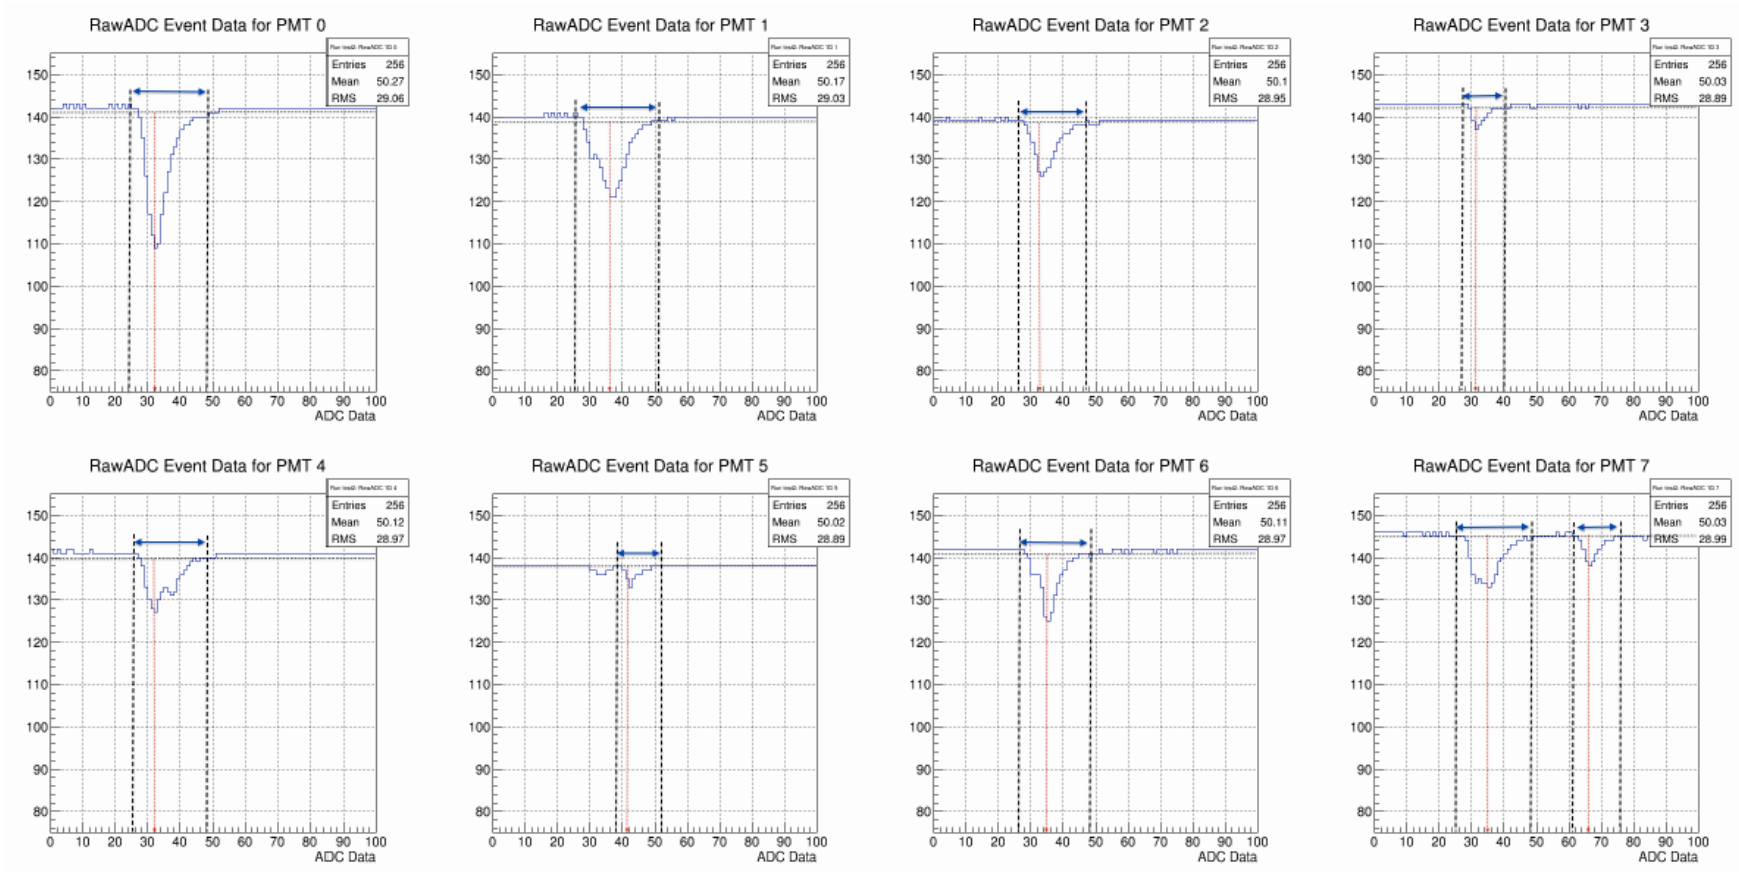 RawADC Event Data for PMT 0
Entries 256
Mean 50.27
RMS 29.06
150
140
130
120
110
100
90
80
0 10 20 30 40 50 60 70 80 90 100
ADC Data
RawADC Event Data for PMT 1
Entries 256
Mean 50.17
RMS 29.03
150
140
130
120
110
100
90
80
0 10 20 30 40 50 60 70 80 90 100
ADC Data
RawADC Event Data for PMT 2
Entries 256
Mean 50.1
RMS 28.95
150
140
130
120
110
100
90
80
0 10 20 30 40 50 60 70 80 90 100
ADC Data
RawADC Event Data for PMT 3
Entries 256
Mean 50.03
RMS 28.89
150
140
130
120
110
100
90
80
0 10 20 30 40 50 60 70 80 90 100
ADC Data
RawADC Event Data for PMT 4
Entries 256
Mean 50.12
RMS 28.97
150
140
130
120
110
100
90
80
0 10 20 30 40 50 60 70 80 90 100
ADC Data
RawADC Event Data for PMT 5
Entries 256
Mean 50.02
RMS 28.89
150
140
130
120
110
100
90
80
0 10 20 30 40 50 60 70 80 90 100
ADC Data
RawADC Event Data for PMT 6
Entries 256
Mean 50.11
RMS 28.97
150
140
130
120
110
100
90
80
0 10 20 30 40 50 60 70 80 90 100
ADC Data
RawADC Event Data for PMT 7
Entries 256
Mean 50.03
RMS 28.99
150
140
130
120
110
100
90
80
0 10 20 30 40 50 60 70 80 90 100
ADC Data